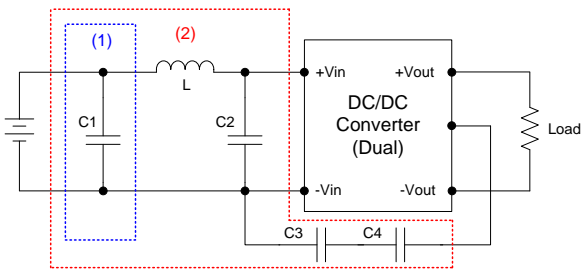 (1)
(2)
L
C1
C2
+Vin
+Vout
DC/DC
Converter
(Dual)
Load
-Vin
-Vout
C3
C4